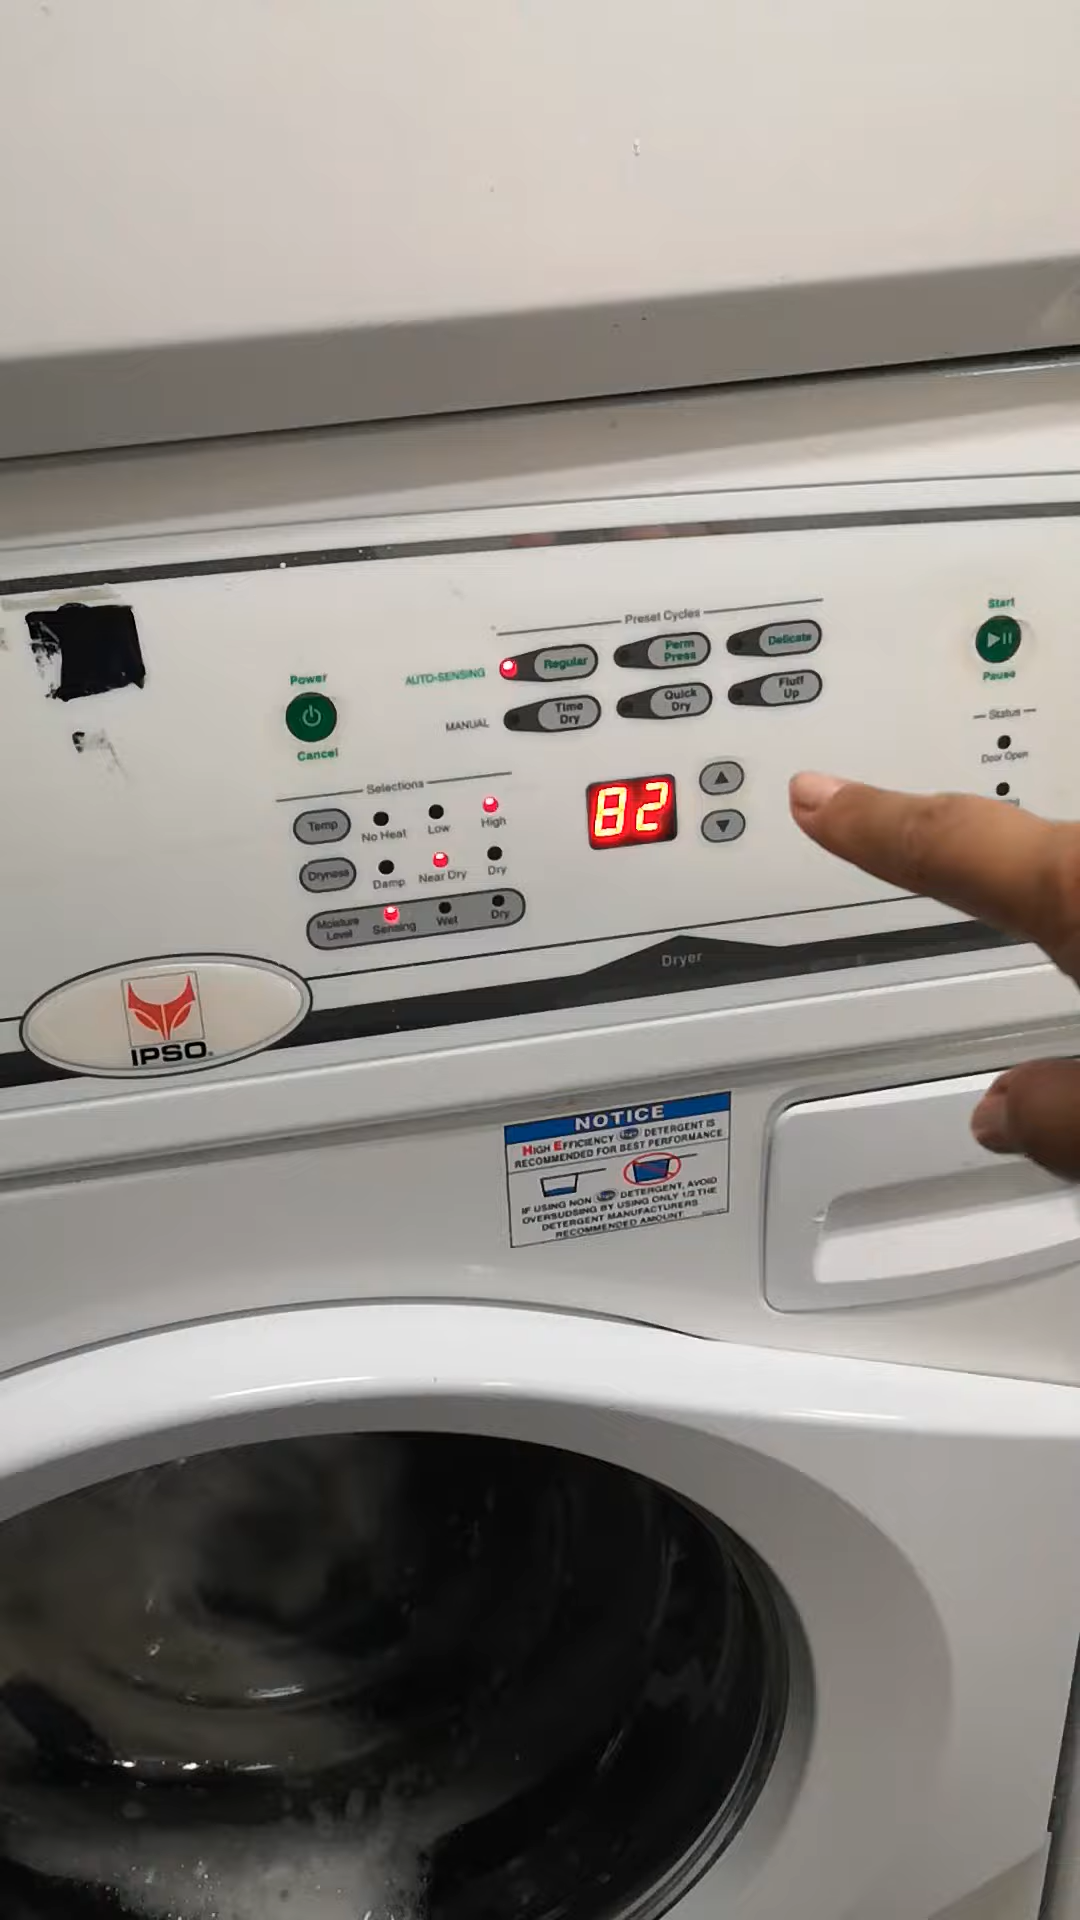 Preset Cycles
Start
Regular
Perm
Press
Delicate
AUTO-SENSING
Pause
Power
Time
Dry
Quick
Dry
Fluff
Up
MANUAL
Status
Cancel
Door Open
Selections
Temp
No Heat
Low
High
82
Dryness
Damp
Near Dry
Dry
Moisture
Level
Sensing
Wet
Dry
Dryer
IPSO
NOTICE
HIGH EFFICIENCY DETERGENT IS
RECOMMENDED FOR BEST PERFORMANCE
IF USING NON DETERGENT, AVOID
OVERSUDSING BY USING ONLY 1/2 THE
DETERGENT MANUFACTURERS
RECOMMENDED AMOUNT.